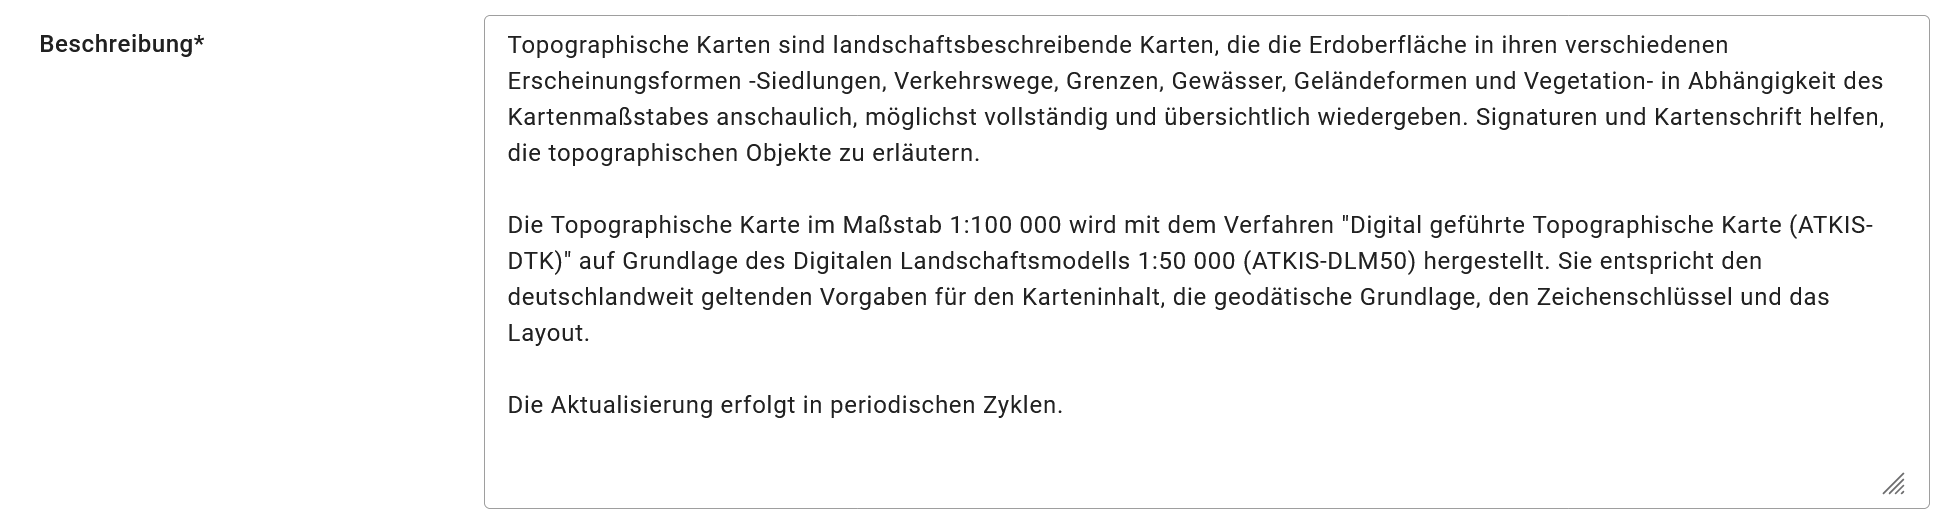 Beschreibung*
Topographische Karten sind landschaftsbeschreibende Karten, die die Erdoberfläche in ihren verschiedenen
Erscheinungsformen -Siedlungen, Verkehrswege, Grenzen, Gewässer, Geländeformen und Vegetation- in Abhängigkeit des
Kartenmaßstabes anschaulich, möglichst vollständig und übersichtlich wiedergeben. Signaturen und Kartenschrift helfen,
die topographischen Objekte zu erläutern.
Die Topographische Karte im Maßstab 1:100 000 wird mit dem Verfahren "Digital geführte Topographische Karte (ATKIS-
DTK)" auf Grundlage des Digitalen Landschaftsmodells 1:50 000 (ATKIS-DLM50) hergestellt. Sie entspricht den
deutschlandweit geltenden Vorgaben für den Karteninhalt, die geodätische Grundlage, den Zeichenschlüssel und das
Layout.
Die Aktualisierung erfolgt in periodischen Zyklen.